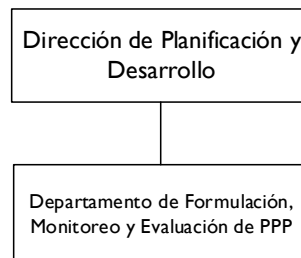 Dirección de Planificación y
Desarrollo
Departamento de Formulación,
Monitoreo y Evaluación de PPP